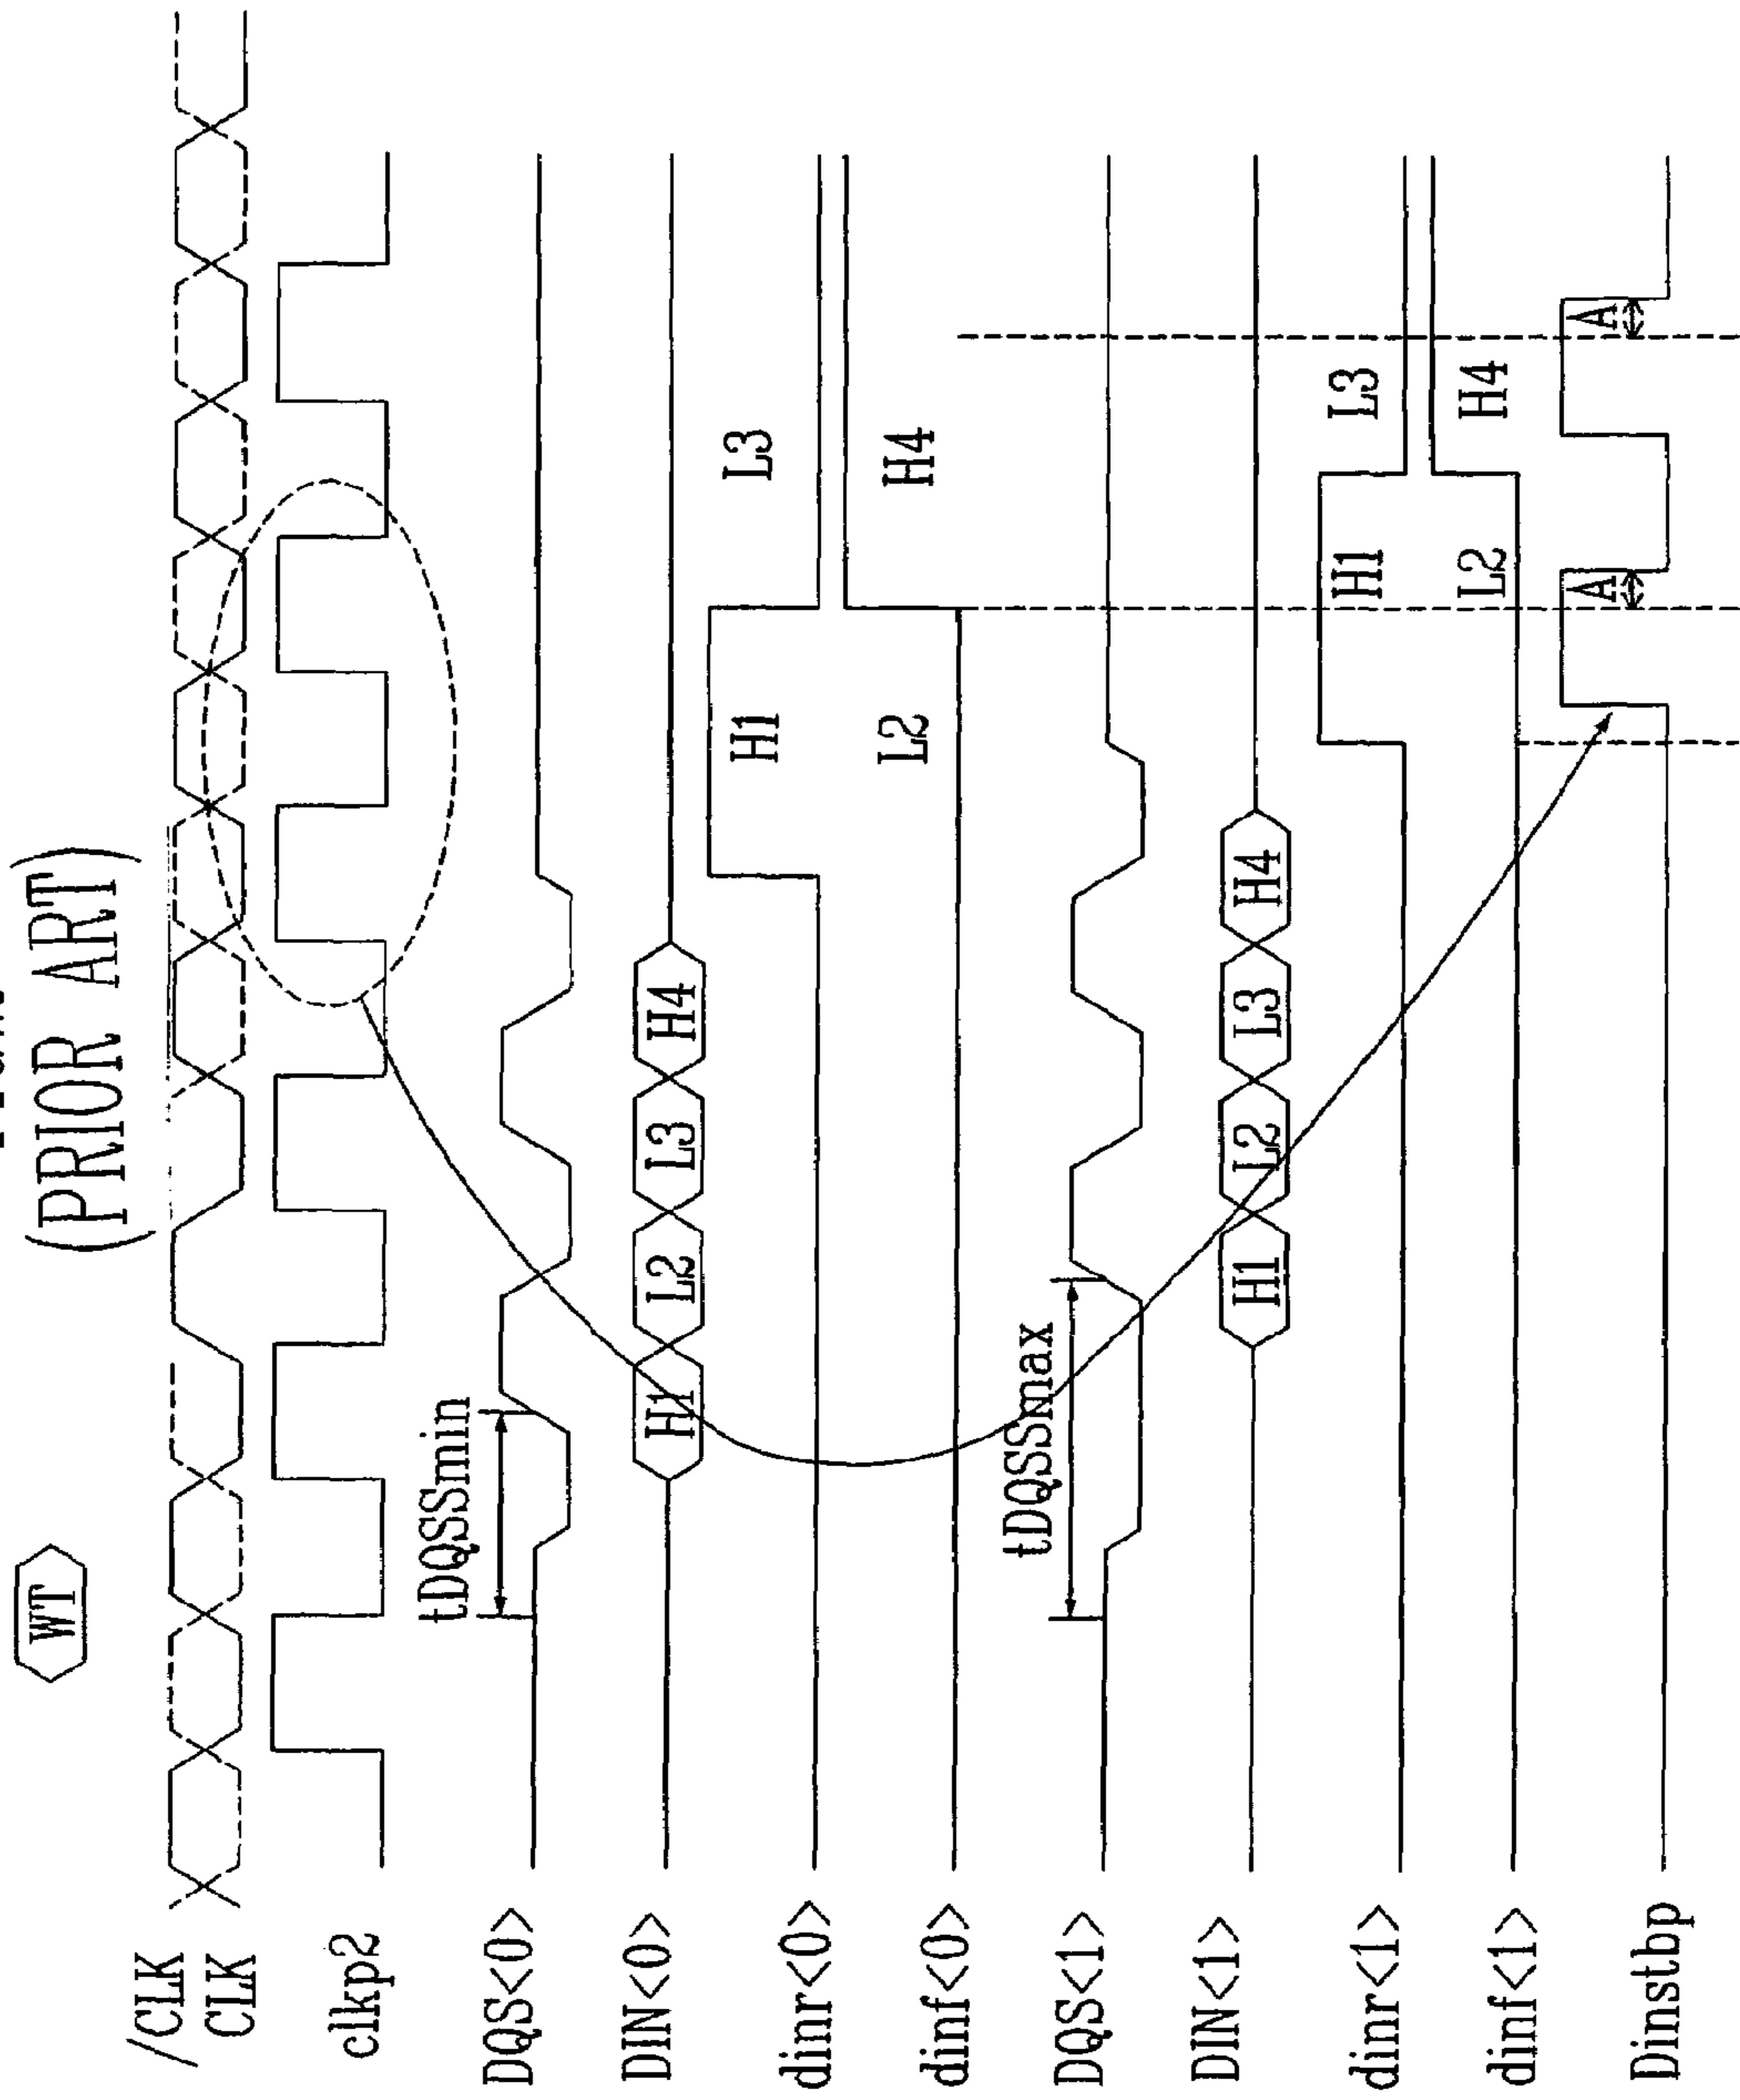 (PRIOR ART)
WT
/CLK
CLK
clkp2
tDQSSmin
DQS<0>
DIN<0> H1 L2 L3 H4
dinr<0> H1 L3
dinf<0> L2 H4
tDQSSmax
DQS<1>
DIN<1> H1 L2 L3 H4
dinr<1> H1 L3
dinf<1> L2 H4
Dinstbp A A